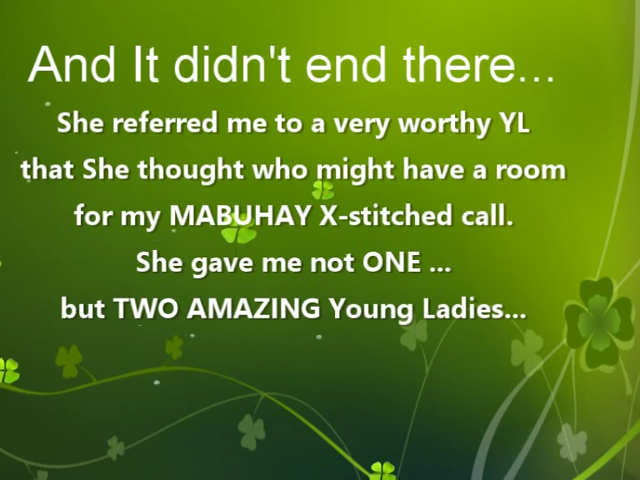 And It didn't end there...
She referred me to a very worthy YL
that She thought who might have a room
for my MABUHAY X-stitched call.
She gave me not ONE ...
but TWO AMAZING Young Ladies...